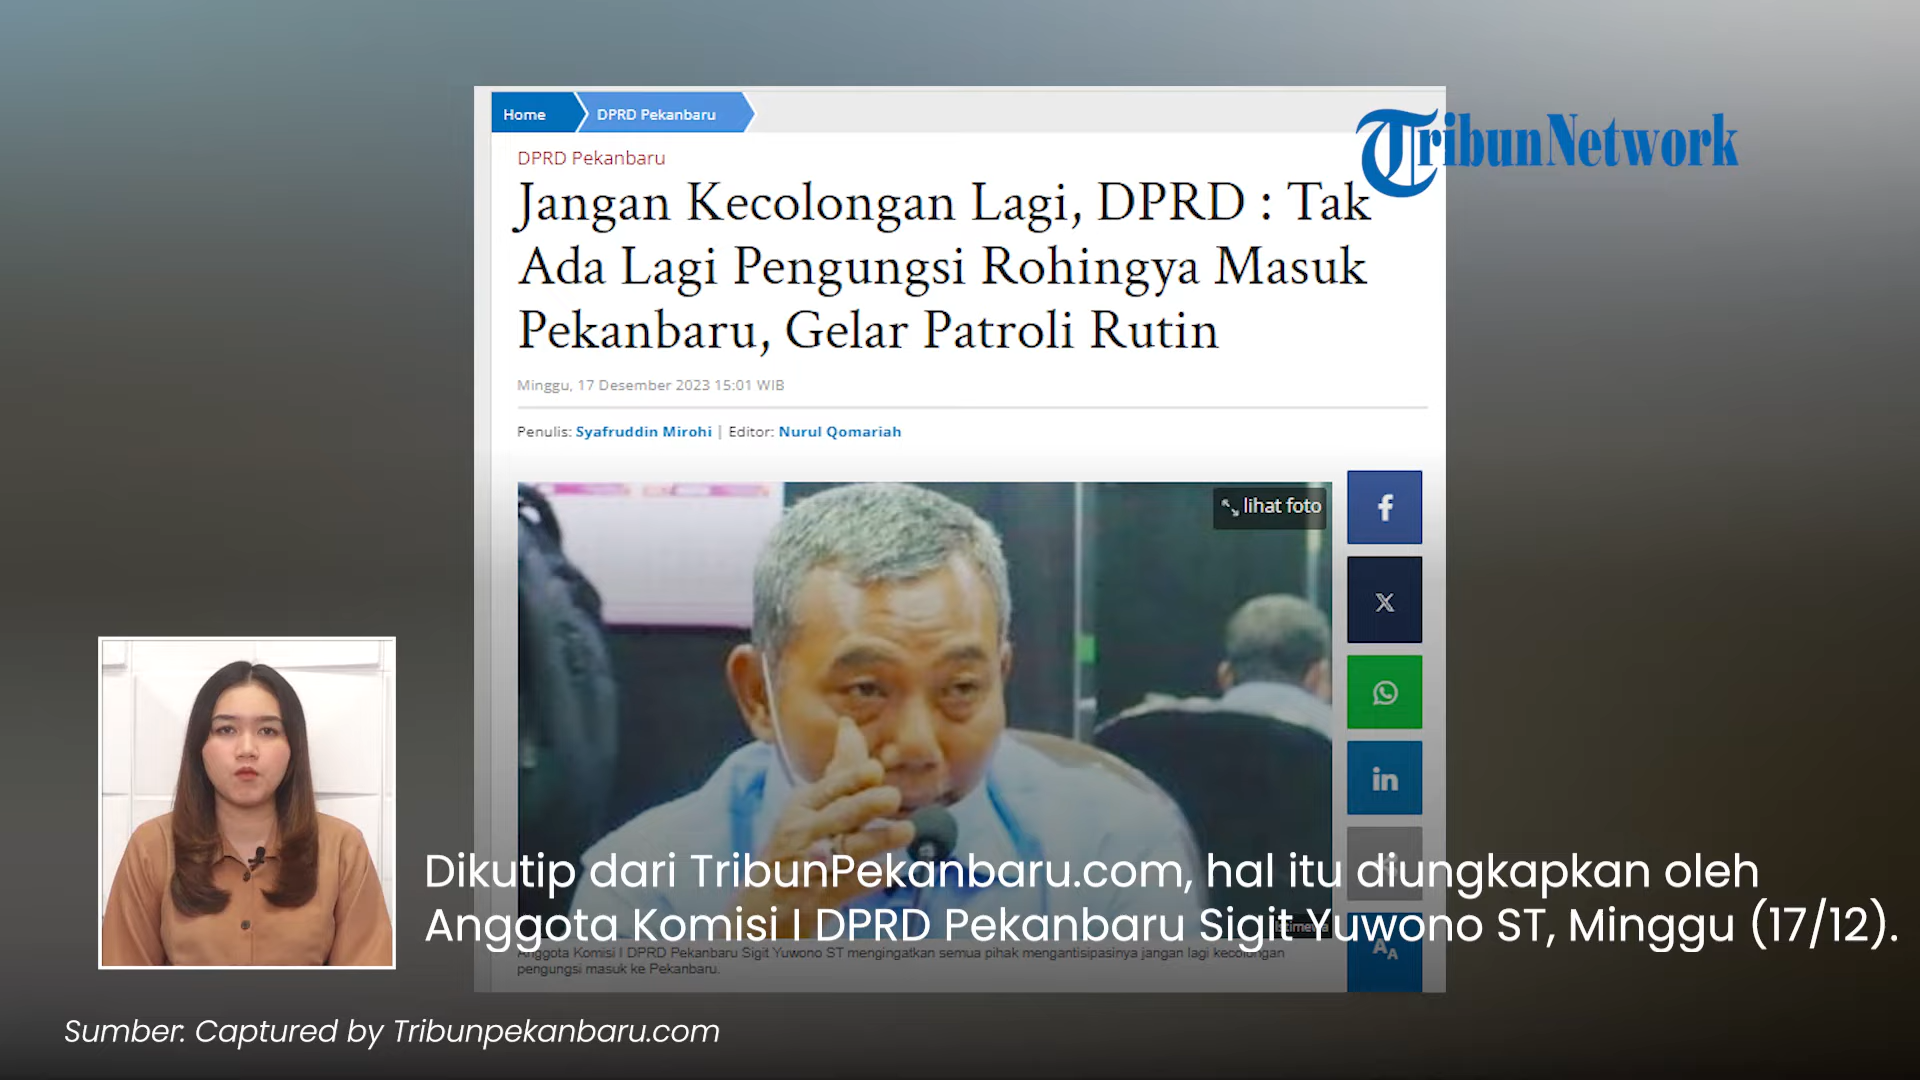 Home
DPRD Pekanbaru
TribunNetwork
DPRD Pekanbaru
Jangan Kecolongan Lagi, DPRD : Tak
Ada Lagi Pengungsi Rohingya Masuk
Pekanbaru, Gelar Patroli Rutin
Minggu, 17 Desember 2023 15:01 WIB
Penulis: Syafruddin Mirohi | Editor: Nurul Qomariah
lihat foto
Dikutip dari TribunPekanbaru.com, hal itu diungkapkan oleh
Anggota Komisi I DPRD Pekanbaru Sigit Yuwono ST, Minggu (17/12).
Anggota Komisi I DPRD Pekanbaru Sigit Yuwono ST mengingatkan semua pihak mengantisipasinya jangan lagi kecolongan
pengungsi masuk ke Pekanbaru.
AA
Sumber: Captured by Tribunpekanbaru.com